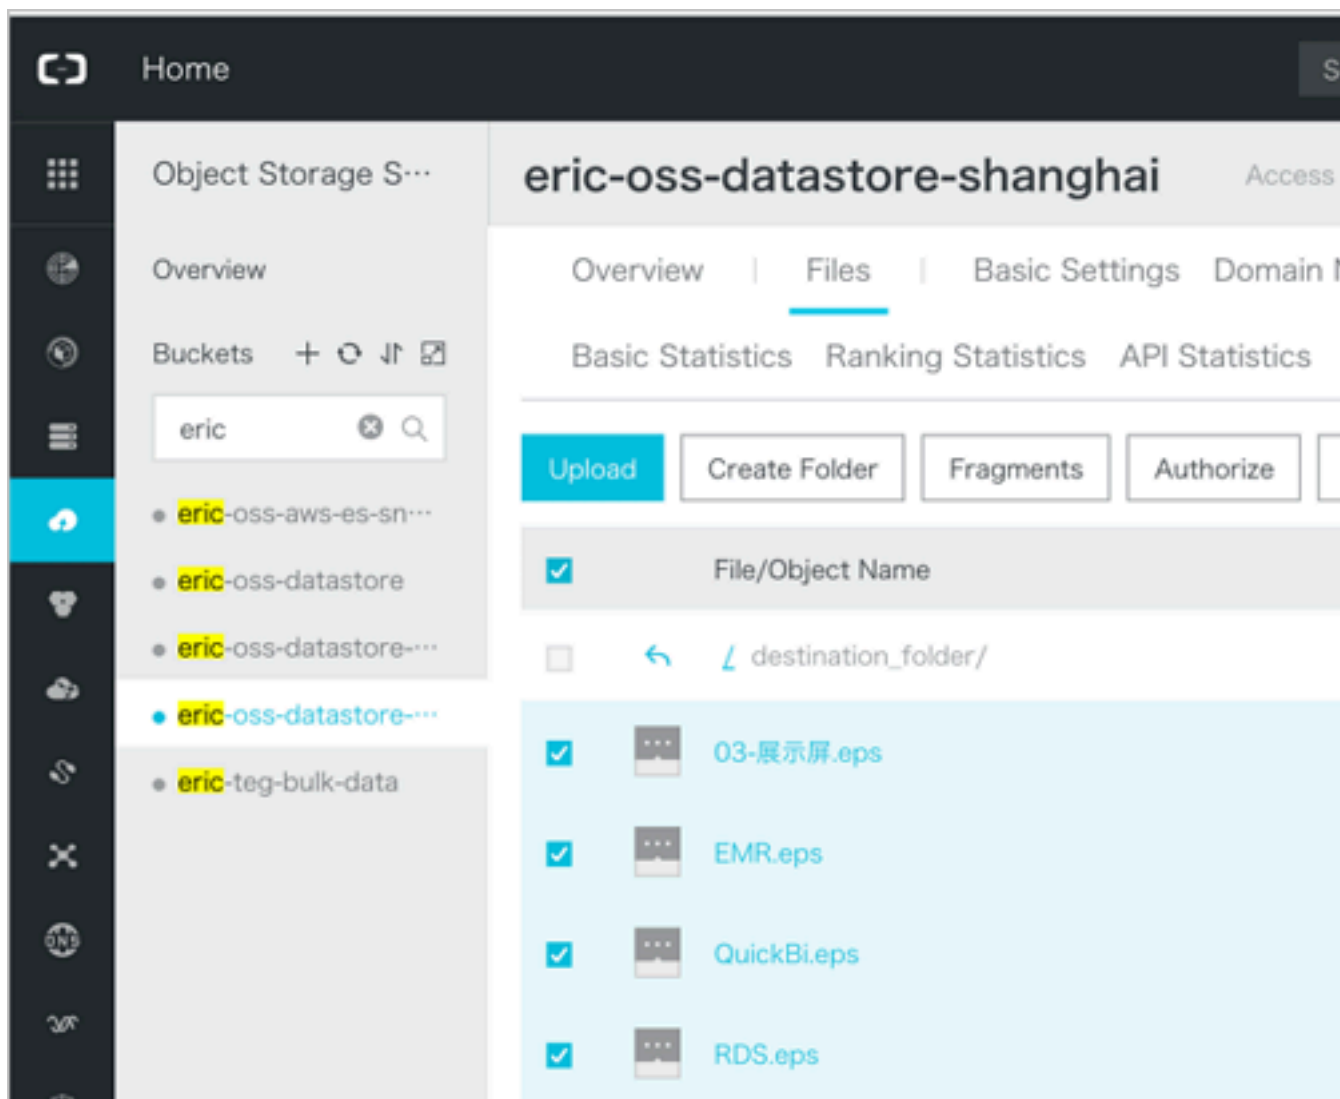 Home
S
Object Storage S···
eric-oss-datastore-shanghai
Access
Overview
Overview
Files
Basic Settings
Domain
Buckets
Basic Statistics
Ranking Statistics
API Statistics
eric
Upload
Create Folder
Fragments
Authorize
eric-oss-aws-es-sn···
eric-oss-datastore
eric-oss-datastore-···
eric-oss-datastore-···
eric-teg-bulk-data
File/Object Name
/ destination_folder/
03-展示屏.eps
EMR.eps
QuickBi.eps
RDS.eps
DNS